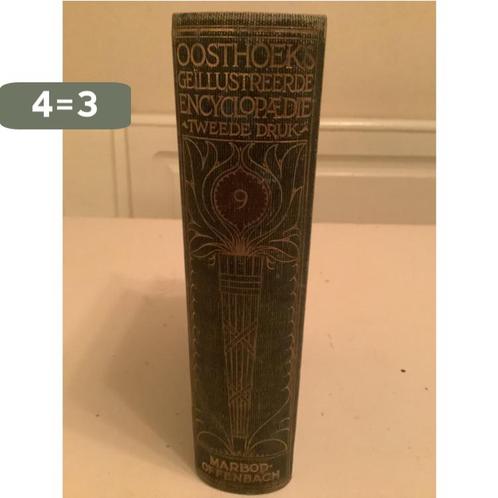 4=3
OOSTHOEKS
GEÏLLUSTREERDE
ENCYCLOPÆDIE
TWEEDE DRUK
9
MARBOD-
OFFENBACH